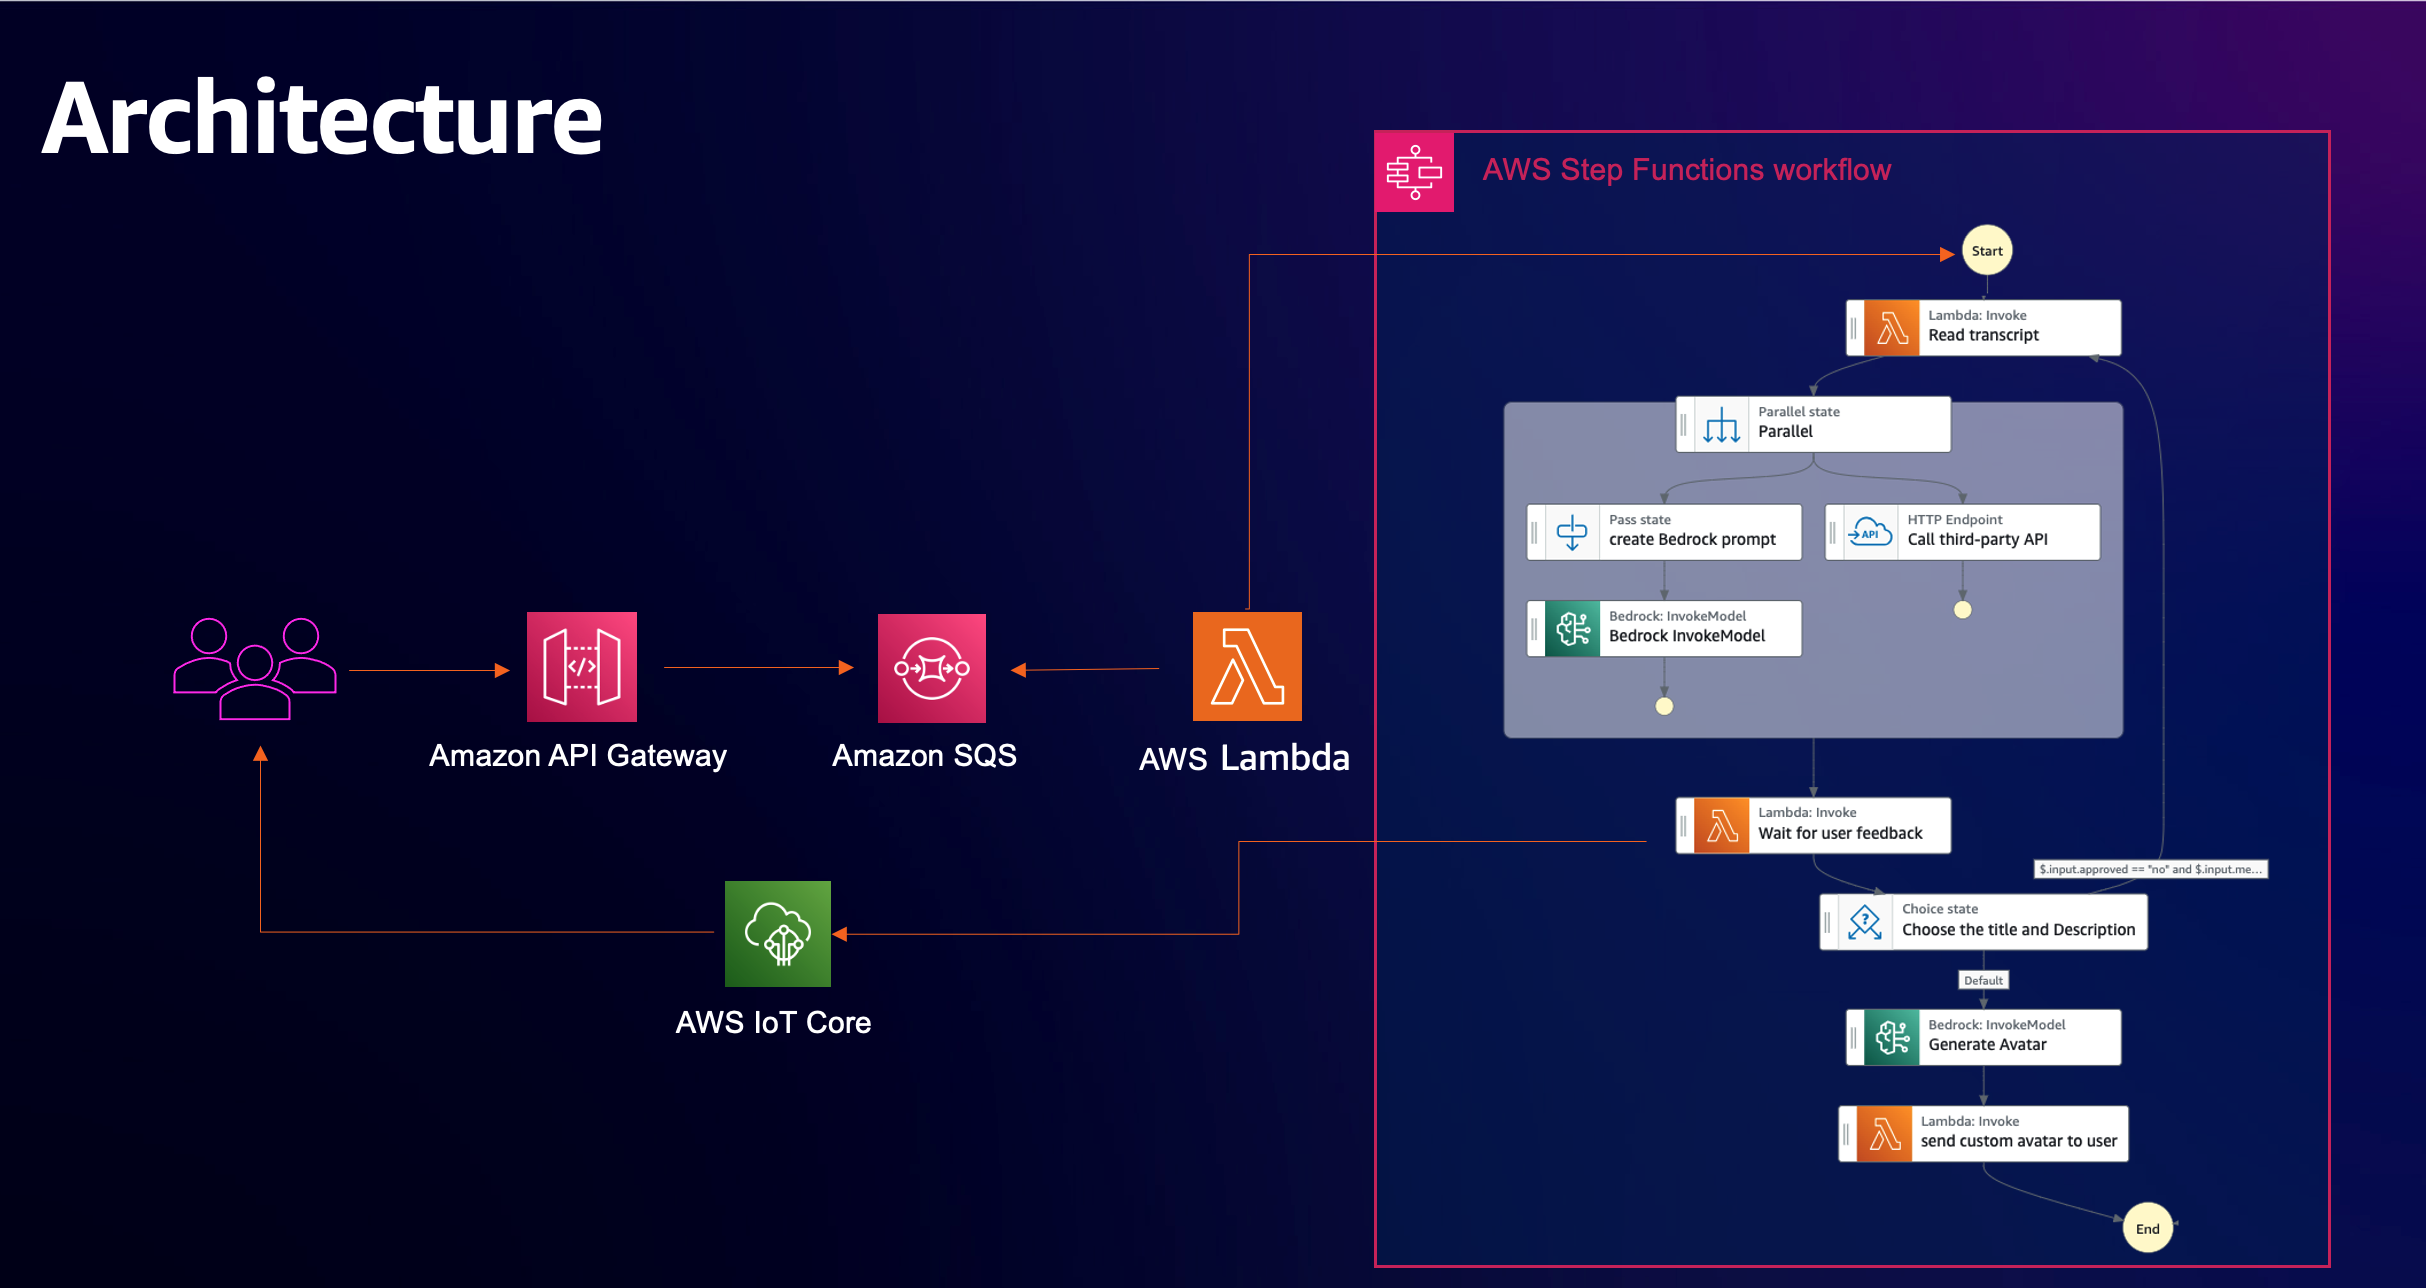 Architecture
AWS Step Functions workflow
Start
Lambda: Invoke
Read transcript
Parallel state
Parallel
Pass state
create Bedrock prompt
HTTP Endpoint
API
Call third-party API
Bedrock: InvokeModel
Bedrock InvokeModel
Amazon API Gateway
Amazon SQS
AWS Lambda
Lambda: Invoke
Wait for user feedback
$.input.approved == "no" and $.input.me...
Choice state
Choose the title and Description
Default
AWS IoT Core
Bedrock: InvokeModel
Generate Avatar
Lambda: Invoke
send custom avatar to user
End